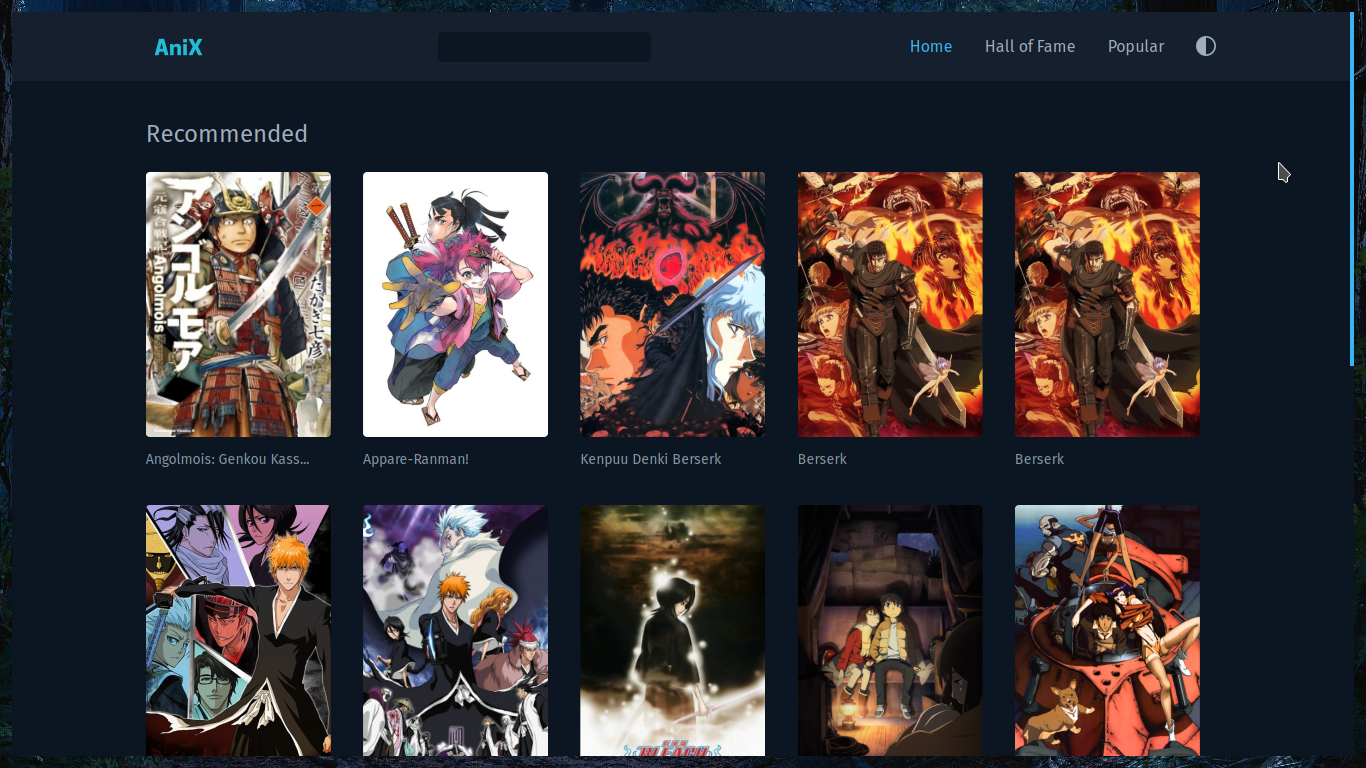 AniX
Home
Hall of Fame
Popular
Recommended
アンゴルモア
元寇合戦記
Angolmois
一
たかぎ七彦
Angolmois: Genkou Kass...
Appare-Ranman!
Kenpuu Denki Berserk
Berserk
Berserk
BLEACH